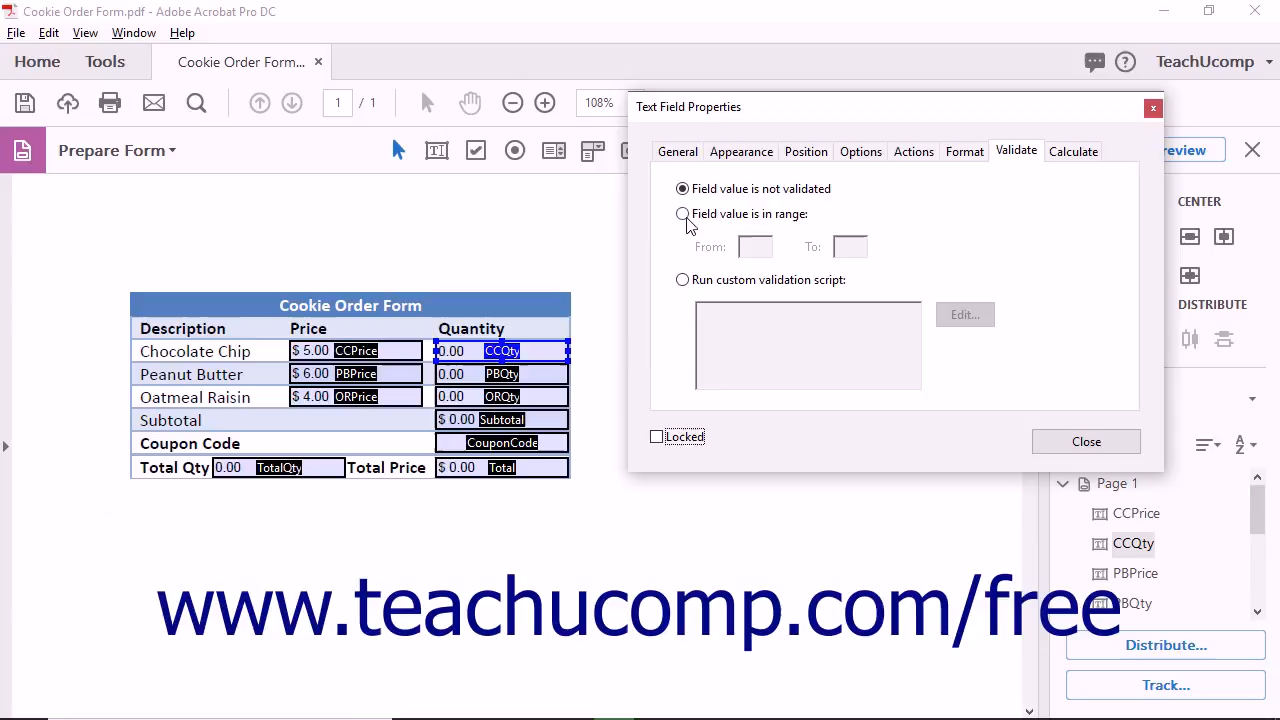 Cookie Order Form.pdf - Adobe Acrobat Pro DC
File Edit View Window Help
Home Tools Cookie Order Form... × TeachUcomp
1 / 1 108%
Text Field Properties
Prepare Form
review
General Appearance Position Options Actions Format Validate Calculate
Field value is not validated
Field value is in range:
From: To:
Run custom validation script:
Edit...
Locked
Close
CENTER
DISTRIBUTE
Cookie Order Form
Description Price Quantity
Chocolate Chip $ 5.00 CCPrice 0.00 CCQty
Peanut Butter $ 6.00 PBPrice 0.00 PBQty
Oatmeal Raisin $ 4.00 ORPrice 0.00 ORQty
Subtotal $ 0.00 Subtotal
Coupon Code CouponCode
Total Qty 0.00 TotalQty Total Price $ 0.00 Total
Page 1
CCPrice
CCQty
PBPrice
PBQty
www.teachucomp.com/free
Distribute...
Track...